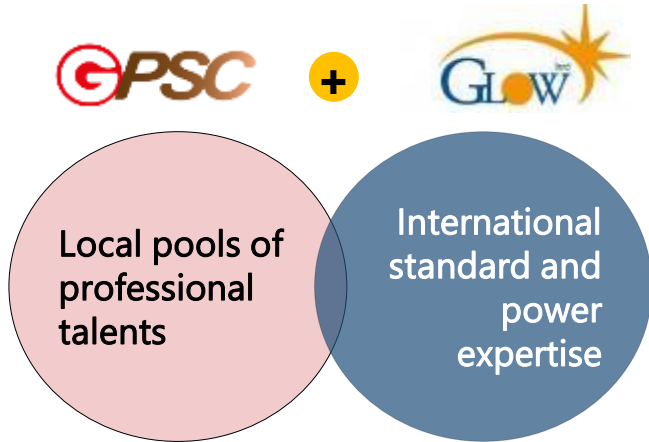 GPSC
+
GLOW
Local pools of
professional
talents
International
standard and
power
expertise